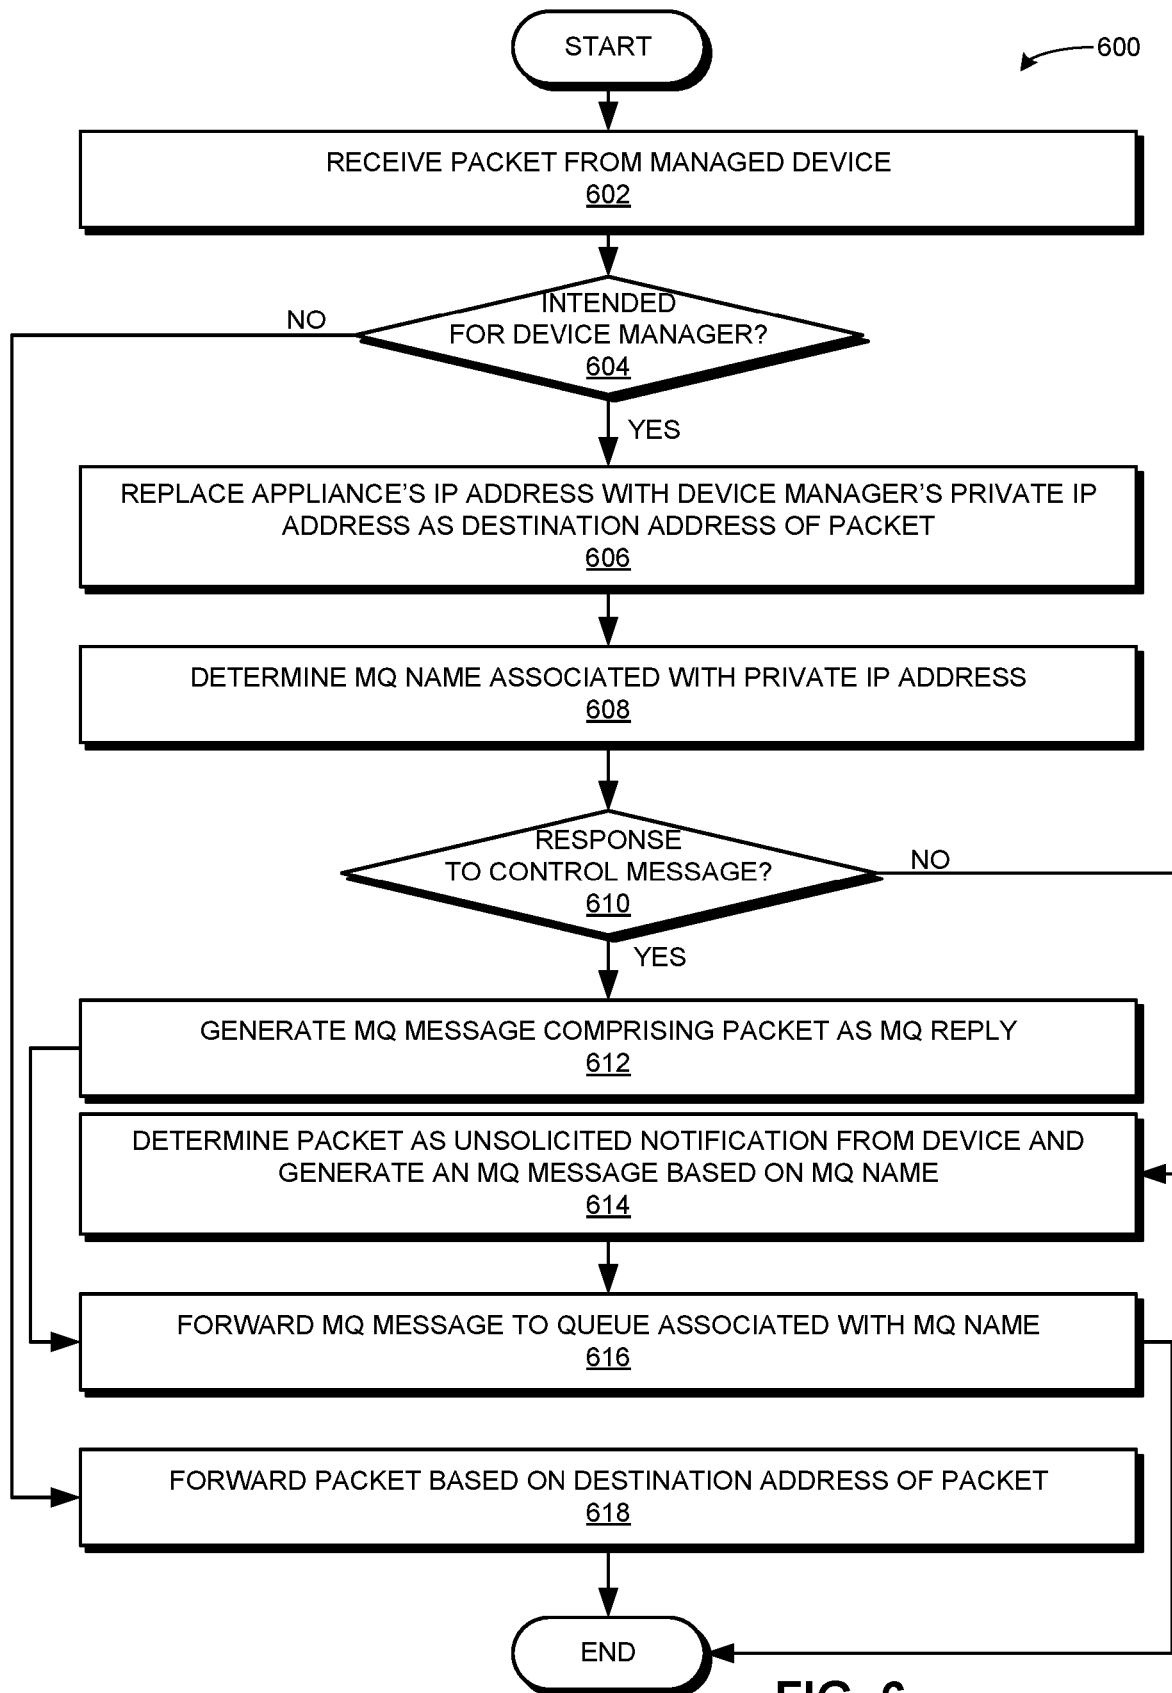 START
600
RECEIVE PACKET FROM MANAGED DEVICE
602
INTENDED
FOR DEVICE MANAGER?
604
NO
YES
REPLACE APPLIANCE'S IP ADDRESS WITH DEVICE MANAGER'S PRIVATE IP
ADDRESS AS DESTINATION ADDRESS OF PACKET
606
DETERMINE MQ NAME ASSOCIATED WITH PRIVATE IP ADDRESS
608
RESPONSE
TO CONTROL MESSAGE?
610
NO
YES
GENERATE MQ MESSAGE COMPRISING PACKET AS MQ REPLY
612
DETERMINE PACKET AS UNSOLICITED NOTIFICATION FROM DEVICE AND
GENERATE AN MQ MESSAGE BASED ON MQ NAME
614
FORWARD MQ MESSAGE TO QUEUE ASSOCIATED WITH MQ NAME
616
FORWARD PACKET BASED ON DESTINATION ADDRESS OF PACKET
618
END
FIG. 6